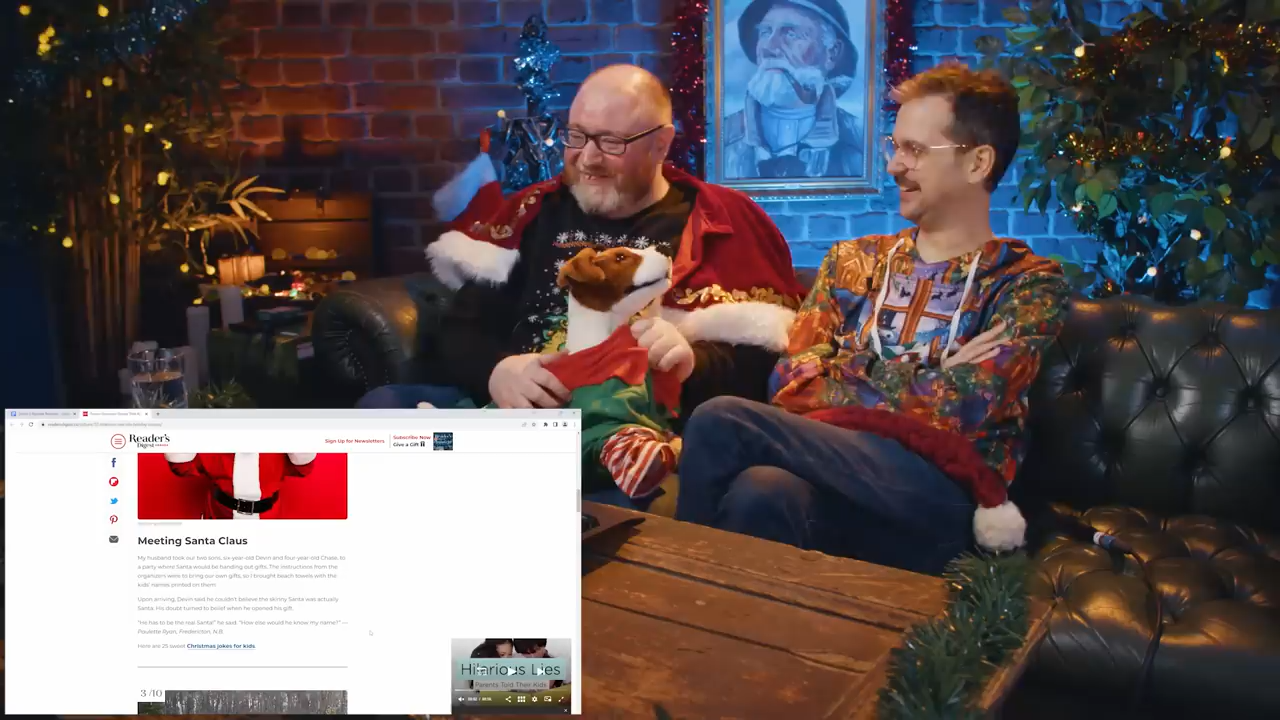 Reader's
Digest
Sign Up for Newsletters
Subscribe Now
Give a Gift
Meeting Santa Claus
My husband took our two sons, six-year-old Devin and four-year-old Chase, to
a party where Santa would be handing out gifts. The instructions from the
organizers were to bring our own gifts, so I brought beach towels with the
kids' names printed on them.
Upon arriving, Devin said he couldn't believe the skinny Santa was actually
Santa. His doubt turned to belief when he opened his gift.
"He has to be the real Santa!" he said. "How else would he know my name?" —
Paulette Ryan, Fredericton, N.B.
Here are 25 sweet Christmas jokes for kids.
3 /10
Hilarious Lies
Parents Told Their Kids